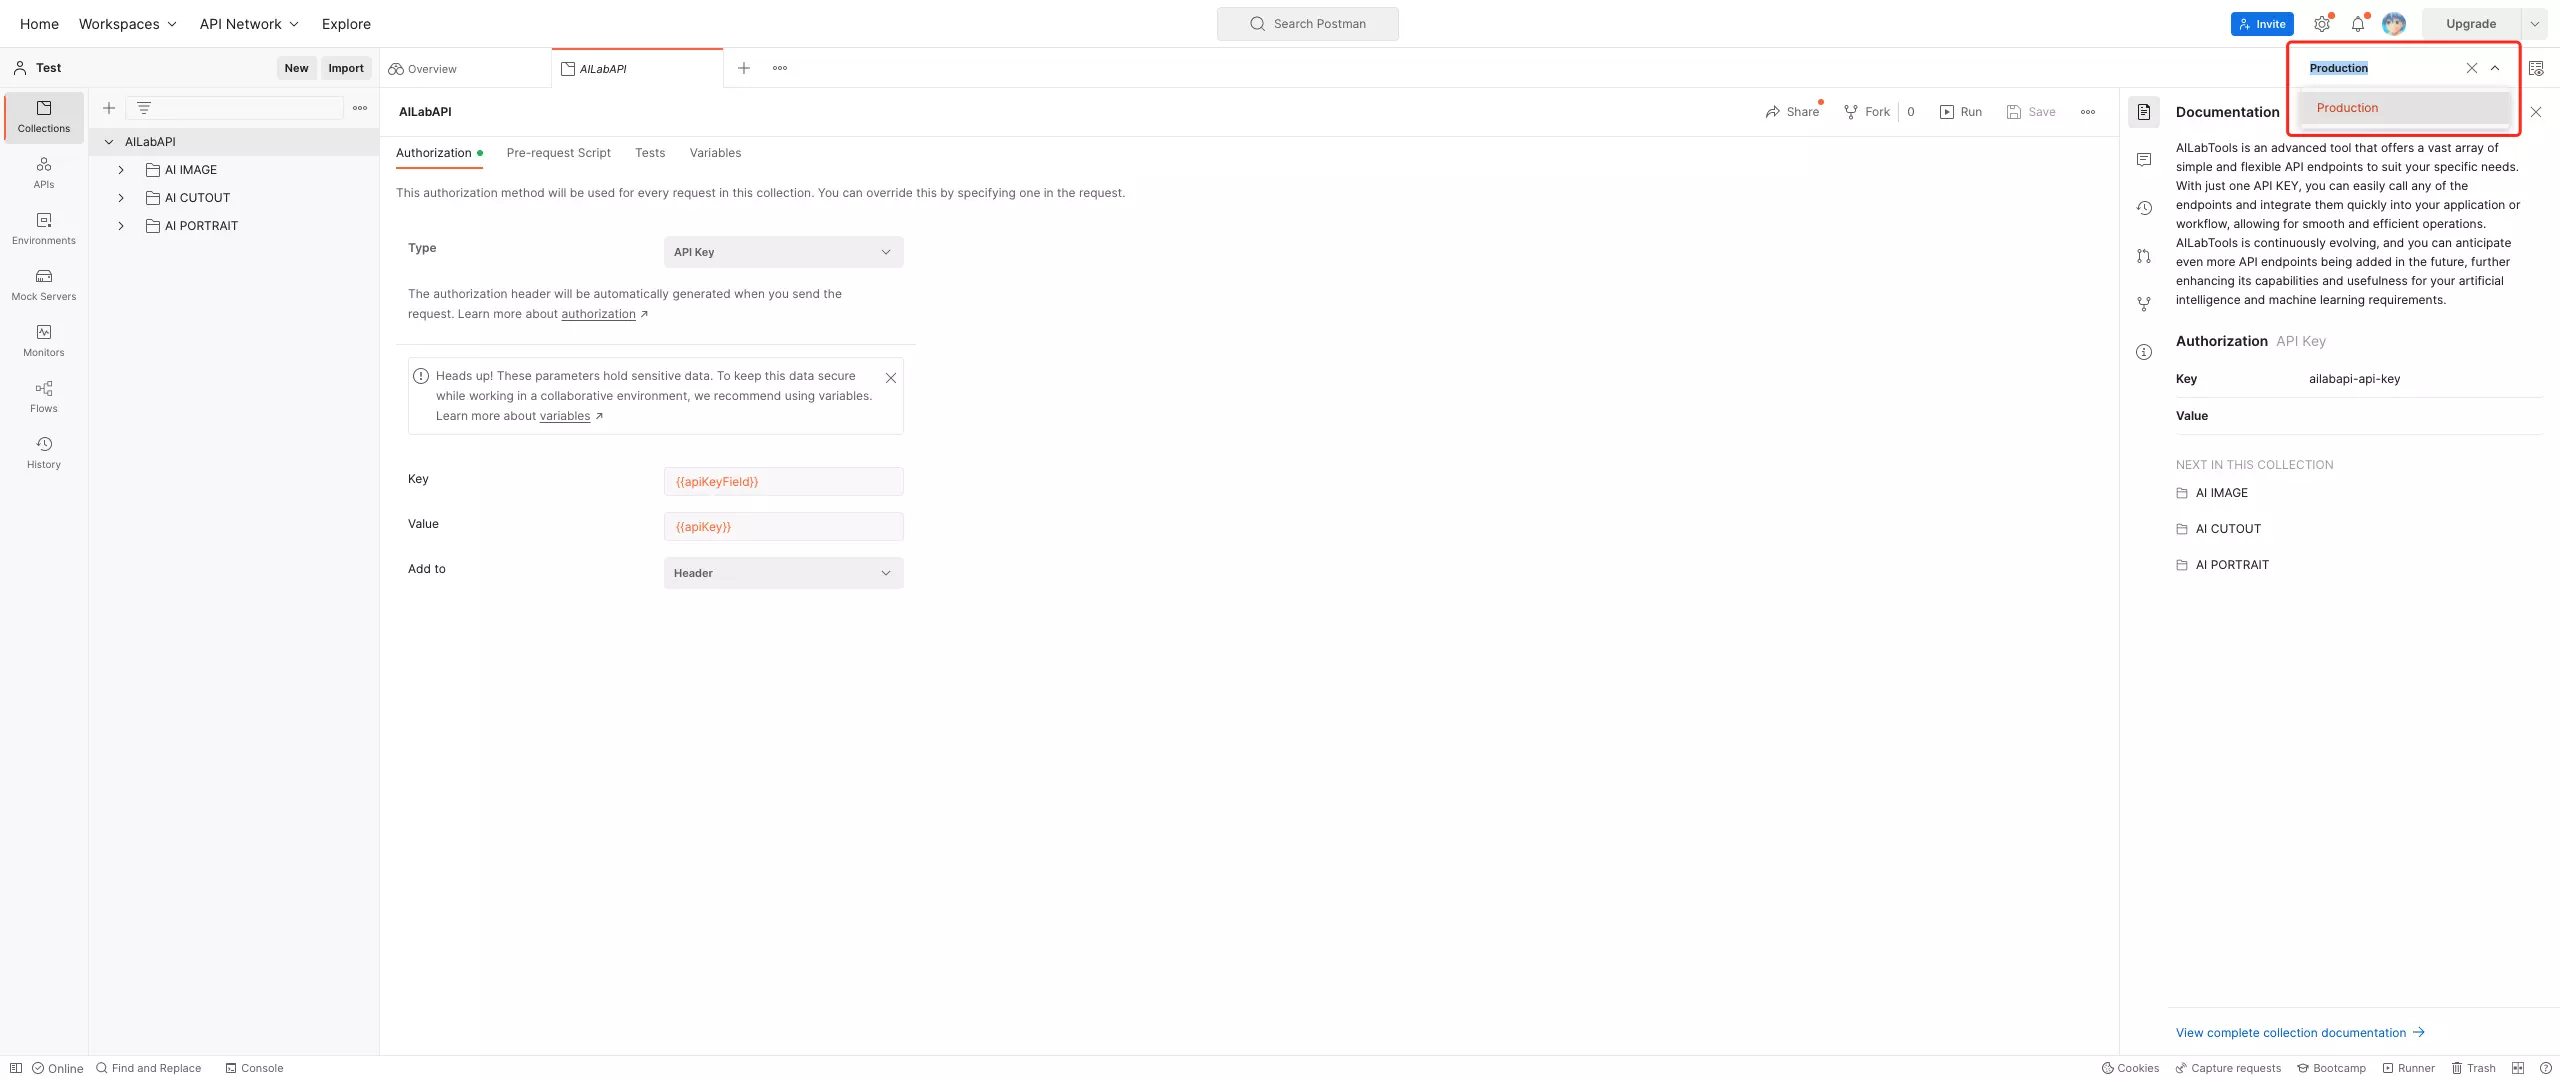 Home Workspaces API Network Explore
Search Postman
Invite
Upgrade
Test
New
Import
Overview
AILabAPI
Production
Production
Collections
APIs
Environments
Mock Servers
Monitors
Flows
History
AILabAPI
AI IMAGE
AI CUTOUT
AI PORTRAIT
AILabAPI
Share
Fork
0
Run
Save
Authorization
Pre-request Script
Tests
Variables
This authorization method will be used for every request in this collection. You can override this by specifying one in the request.
Type
API Key
The authorization header will be automatically generated when you send the
request. Learn more about authorization ↗
Heads up! These parameters hold sensitive data. To keep this data secure
while working in a collaborative environment, we recommend using variables.
Learn more about variables ↗
Key
{{apiKeyField}}
Value
{{apiKey}}
Add to
Header
Documentation
AILabTools is an advanced tool that offers a vast array of
simple and flexible API endpoints to suit your specific needs.
With just one API KEY, you can easily call any of the
endpoints and integrate them quickly into your application or
workflow, allowing for smooth and efficient operations.
AILabTools is continuously evolving, and you can anticipate
even more API endpoints being added in the future, further
enhancing its capabilities and usefulness for your artificial
intelligence and machine learning requirements.
Authorization API Key
Key ailabapi-api-key
Value
NEXT IN THIS COLLECTION
AI IMAGE
AI CUTOUT
AI PORTRAIT
View complete collection documentation →
Online
Find and Replace
Console
Cookies
Capture requests
Bootcamp
Runner
Trash